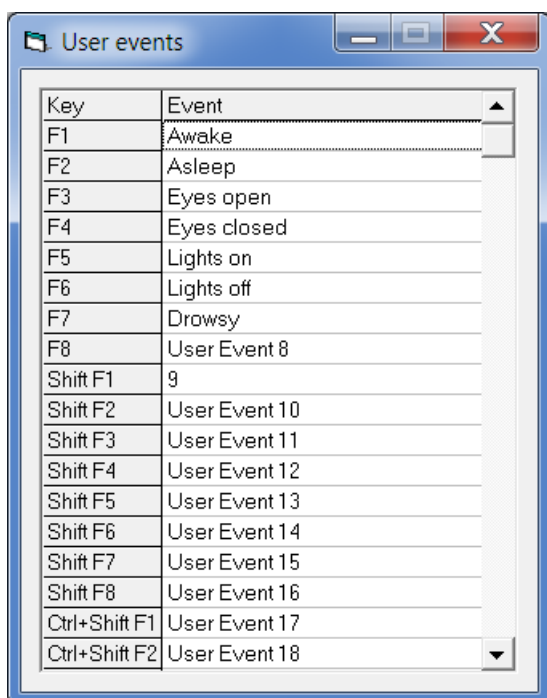 User events
Key Event
F1 Awake
F2 Asleep
F3 Eyes open
F4 Eyes closed
F5 Lights on
F6 Lights off
F7 Drowsy
F8 User Event 8
Shift F1 9
Shift F2 User Event 10
Shift F3 User Event 11
Shift F4 User Event 12
Shift F5 User Event 13
Shift F6 User Event 14
Shift F7 User Event 15
Shift F8 User Event 16
Ctrl+Shift F1 User Event 17
Ctrl+Shift F2 User Event 18